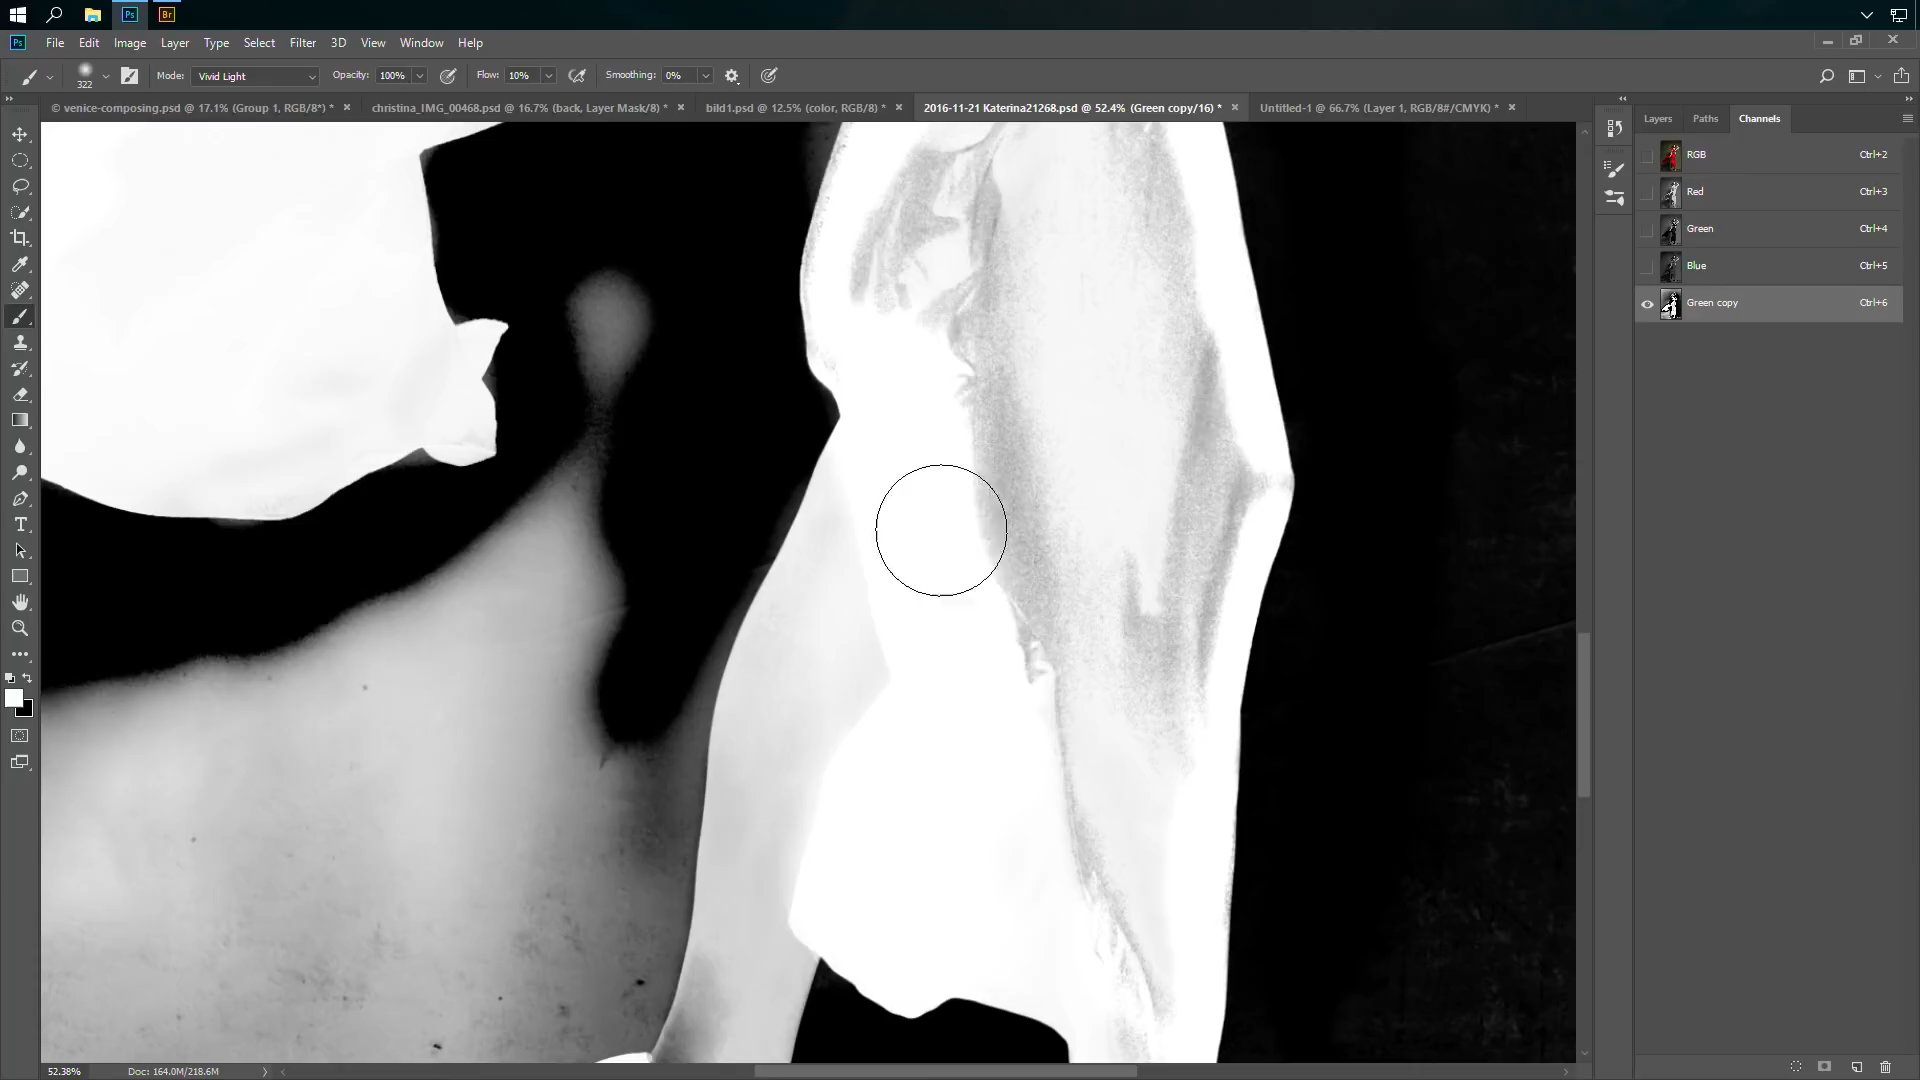 Ps
Br
Ps
File Edit Image Layer Type Select Filter 3D View Window Help
322
Mode: Vivid Light
Opacity: 100%
Flow: 10%
Smoothing: 0%
© venice-composing.psd @ 17.1% (Group 1, RGB/8*) *
christina_IMG_00468.psd @ 16.7% (back, Layer Mask/8) *
bild1.psd @ 12.5% (color, RGB/8) *
2016-11-21 Katerina21268.psd @ 52.4% (Green copy/16) *
Untitled-1 @ 66.7% (Layer 1, RGB/8#/CMYK) *
Layers Paths Channels
RGB Ctrl+2
Red Ctrl+3
Green Ctrl+4
Blue Ctrl+5
Green copy Ctrl+6
52.38% Doc: 164.0M/218.6M